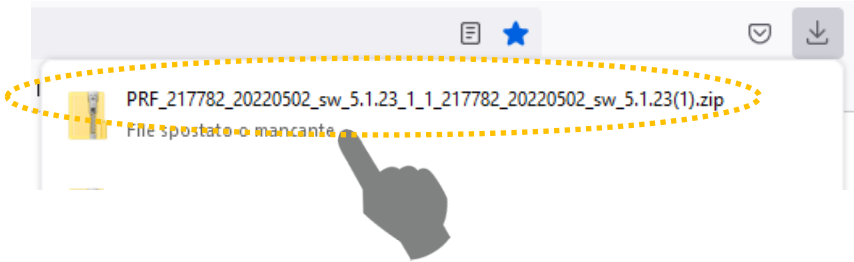 PRF_217782_20220502_sw_5.1.23_1_1_217782_20220502_sw_5.1.23(1).zip
File spostato o mancante